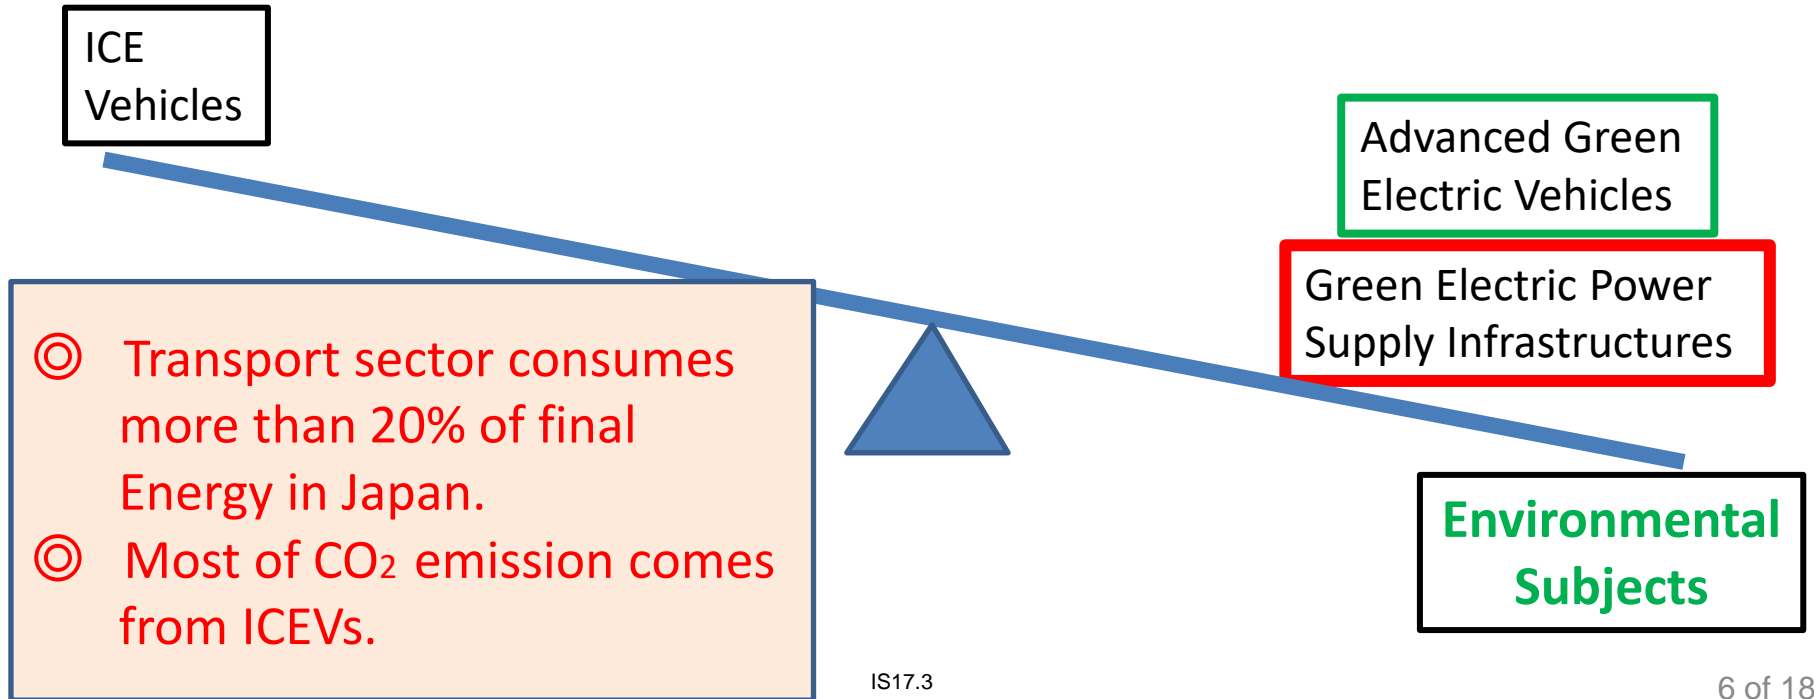 ICE
Vehicles
Advanced Green
Electric Vehicles
Green Electric Power
Supply Infrastructures
◎ Transport sector consumes
more than 20% of final
Energy in Japan.
◎ Most of CO₂ emission comes
from ICEVs.
Environmental
Subjects
IS17.3
6 of 18